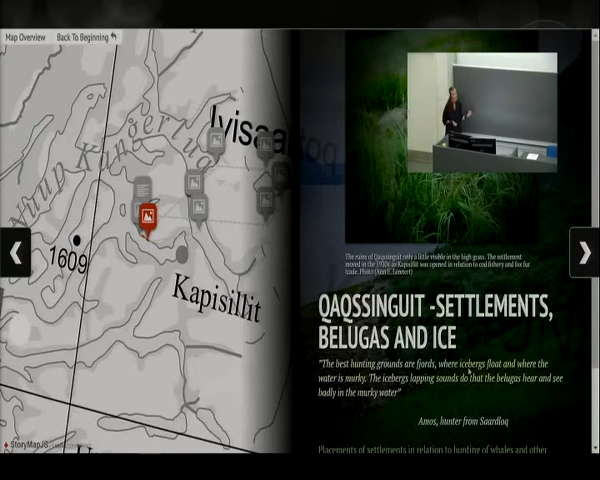 Map Overview Back To Beginning
Ivisaa
Nuup Kangerlua
1609
Kapisillit
StoryMapJS
The ruins of Qaqssinguit only a little visible in the high grass. The settlement
moved in the 1930s as Kapisillit was opened in relation to cod fishery and fox fur
trade. Photo (Ann E. Lennert)
QAQSSINGUIT -SETTLEMENTS,
BELUGAS AND ICE
"The best hunting grounds are fjords, where icebergs float and where the
water is murky. The icebergs lapping sounds do that the belugas hear and see
badly in the murky water"
Amos, hunter from Saardloq
Placements of settlements in relation to hunting of whales and other